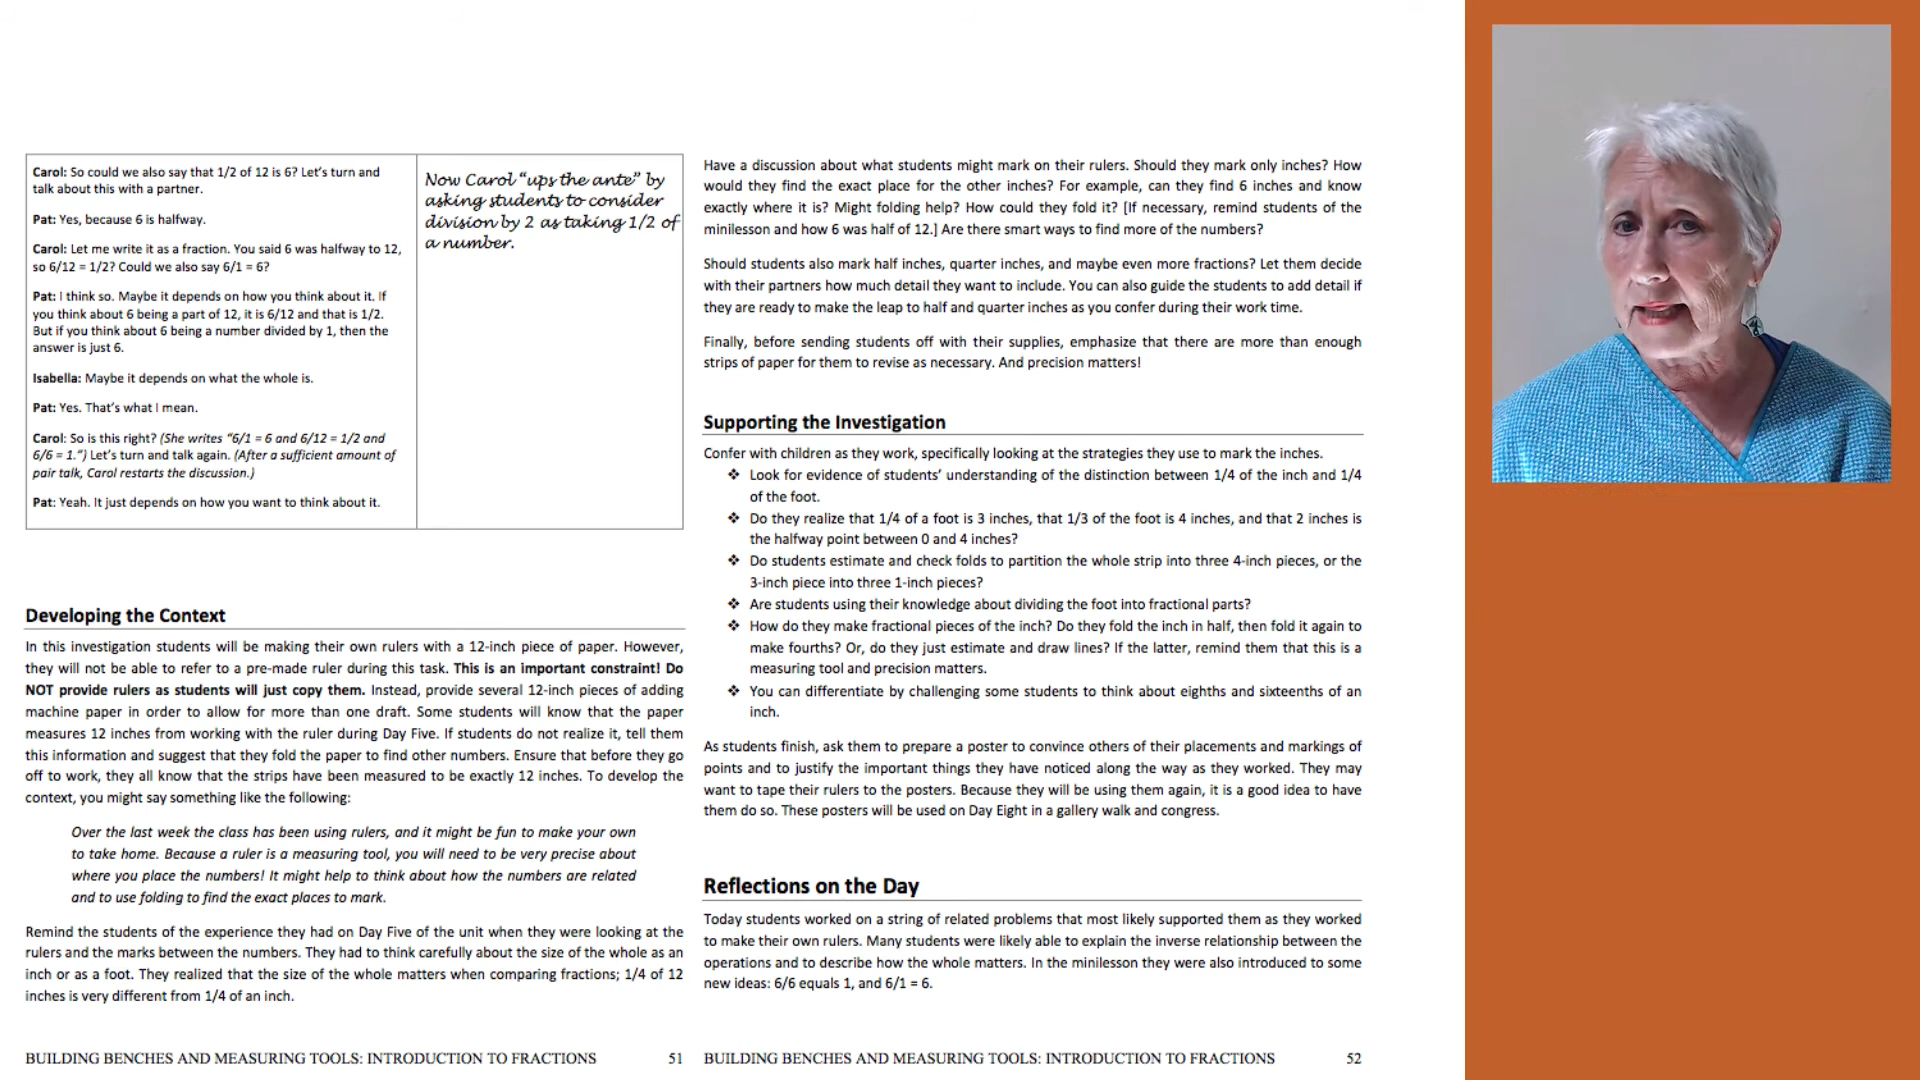 Carol: So could we also say that 1/2 of 12 is 6? Let's turn and
talk about this with a partner.
Pat: Yes, because 6 is halfway.
Carol: Let me write it as a fraction. You said 6 was halfway to 12,
so 6/12 = 1/2? Could we also say 6/1 = 6?
Pat: I think so. Maybe it depends on how you think about it. If
you think about 6 being a part of 12, it is 6/12 and that is 1/2.
But if you think about 6 being a number divided by 1, then the
answer is just 6.
Isabella: Maybe it depends on what the whole is.
Pat: Yes. That's what I mean.
Carol: So is this right? (She writes "6/1 = 6 and 6/12 = 1/2 and
6/6 = 1.") Let's turn and talk again. (After a sufficient amount of
pair talk, Carol restarts the discussion.)
Pat: Yeah. It just depends on how you want to think about it.
Now Carol "ups the ante" by
asking students to consider
division by 2 as taking 1/2 of
a number.
Developing the Context
In this investigation students will be making their own rulers with a 12-inch piece of paper. However,
they will not be able to refer to a pre-made ruler during this task. This is an important constraint! Do
NOT provide rulers as students will just copy them. Instead, provide several 12-inch pieces of adding
machine paper in order to allow for more than one draft. Some students will know that the paper
measures 12 inches from working with the ruler during Day Five. If students do not realize it, tell them
this information and suggest that they fold the paper to find other numbers. Ensure that before they go
off to work, they all know that the strips have been measured to be exactly 12 inches. To develop the
context, you might say something like the following:
Over the last week the class has been using rulers, and it might be fun to make your own
to take home. Because a ruler is a measuring tool, you will need to be very precise about
where you place the numbers! It might help to think about how the numbers are related
and to use folding to find the exact places to mark.
Remind the students of the experience they had on Day Five of the unit when they were looking at the
rulers and the marks between the numbers. They had to think carefully about the size of the whole as an
inch or as a foot. They realized that the size of the whole matters when comparing fractions; 1/4 of 12
inches is very different from 1/4 of an inch.
BUILDING BENCHES AND MEASURING TOOLS: INTRODUCTION TO FRACTIONS 51
Have a discussion about what students might mark on their rulers. Should they mark only inches? How
would they find the exact place for the other inches? For example, can they find 6 inches and know
exactly where it is? Might folding help? How could they fold it? [If necessary, remind students of the
minilesson and how 6 was half of 12.] Are there smart ways to find more of the numbers?
Should students also mark half inches, quarter inches, and maybe even more fractions? Let them decide
with their partners how much detail they want to include. You can also guide the students to add detail if
they are ready to make the leap to half and quarter inches as you confer during their work time.
Finally, before sending students off with their supplies, emphasize that there are more than enough
strips of paper for them to revise as necessary. And precision matters!
Supporting the Investigation
Confer with children as they work, specifically looking at the strategies they use to mark the inches.
❖ Look for evidence of students' understanding of the distinction between 1/4 of the inch and 1/4
of the foot.
❖ Do they realize that 1/4 of a foot is 3 inches, that 1/3 of the foot is 4 inches, and that 2 inches is
the halfway point between 0 and 4 inches?
❖ Do students estimate and check folds to partition the whole strip into three 4-inch pieces, or the
3-inch piece into three 1-inch pieces?
❖ Are students using their knowledge about dividing the foot into fractional parts?
❖ How do they make fractional pieces of the inch? Do they fold the inch in half, then fold it again to
make fourths? Or, do they just estimate and draw lines? If the latter, remind them that this is a
measuring tool and precision matters.
❖ You can differentiate by challenging some students to think about eighths and sixteenths of an
inch.
As students finish, ask them to prepare a poster to convince others of their placements and markings of
points and to justify the important things they have noticed along the way as they worked. They may
want to tape their rulers to the posters. Because they will be using them again, it is a good idea to have
them do so. These posters will be used on Day Eight in a gallery walk and congress.
Reflections on the Day
Today students worked on a string of related problems that most likely supported them as they worked
to make their own rulers. Many students were likely able to explain the inverse relationship between the
operations and to describe how the whole matters. In the minilesson they were also introduced to some
new ideas: 6/6 equals 1, and 6/1 = 6.
BUILDING BENCHES AND MEASURING TOOLS: INTRODUCTION TO FRACTIONS 52